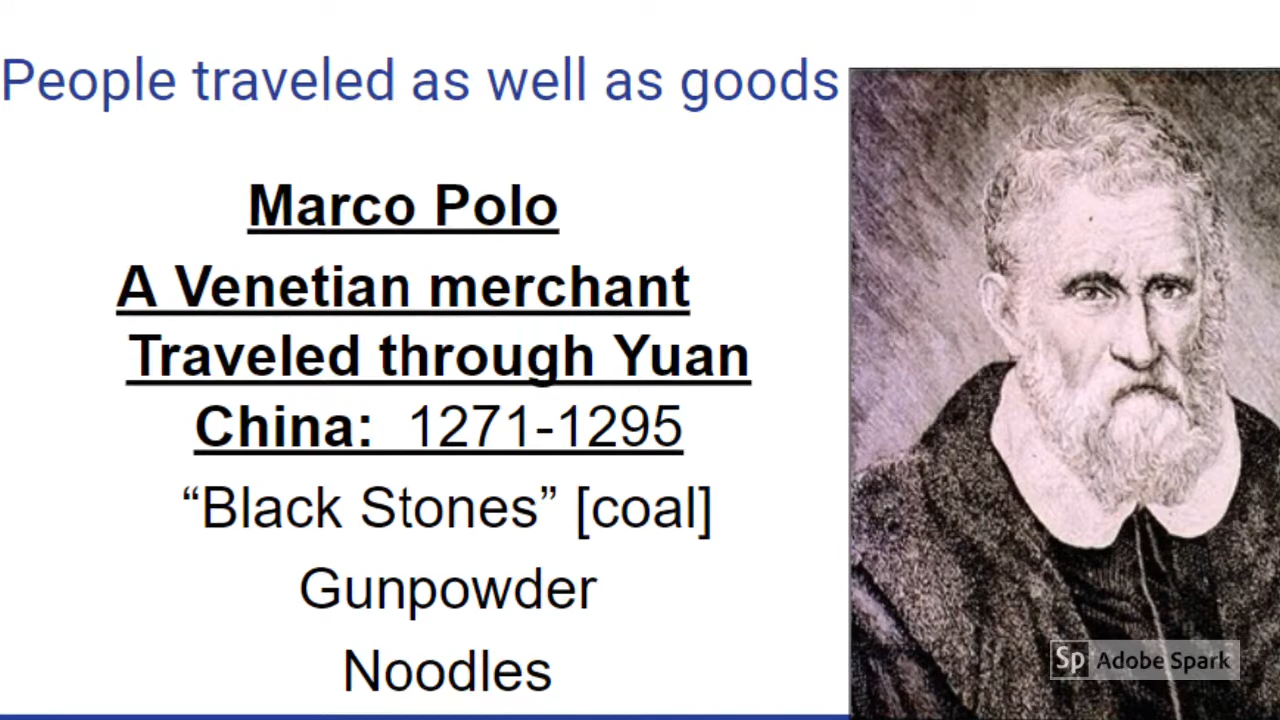 People traveled as well as goods
Marco Polo
A Venetian merchant
Traveled through Yuan
China:  1271-1295
“Black Stones” [coal]
Gunpowder
Noodles
Sp Adobe Spark